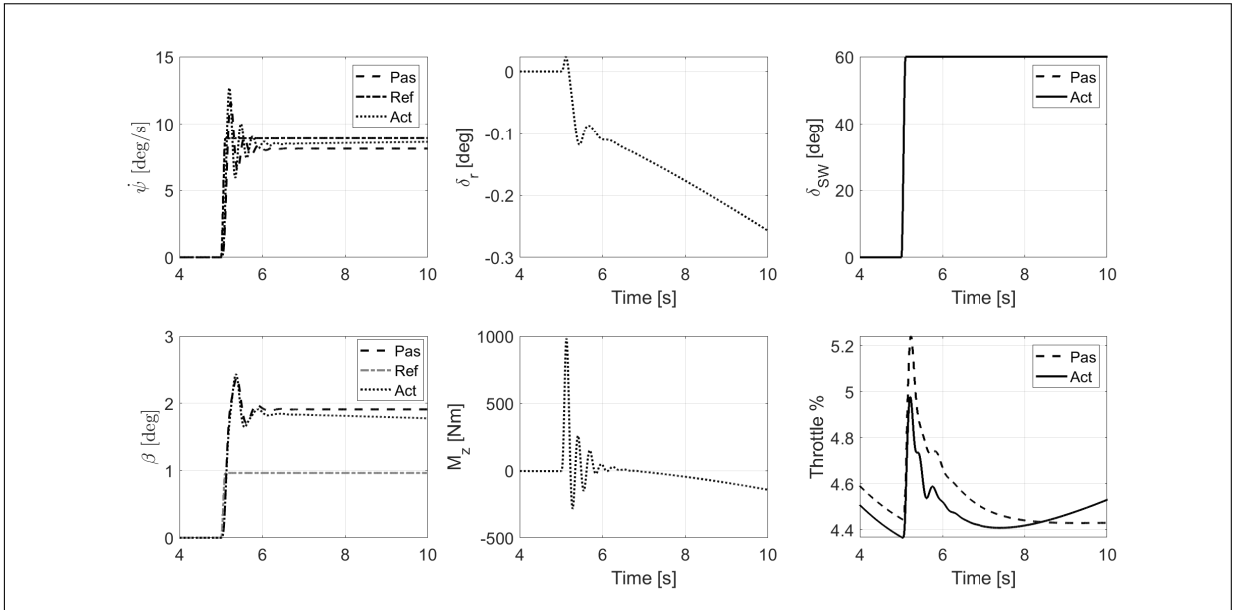 15
10
5
0
4 6 8 10
ψ̇ [deg/s]
Pas
Ref
Act
0
-0.1
-0.2
-0.3
4 6 8 10
δr [deg]
Time [s]
60
40
20
0
4 6 8 10
δSW [deg]
Time [s]
Pas
Act
3
2
1
0
4 6 8 10
β [deg]
Pas
Ref
Act
1000
500
0
-500
4 6 8 10
Mz [Nm]
Time [s]
5.2
5
4.8
4.6
4.4
4 6 8 10
Throttle %
Time [s]
Pas
Act